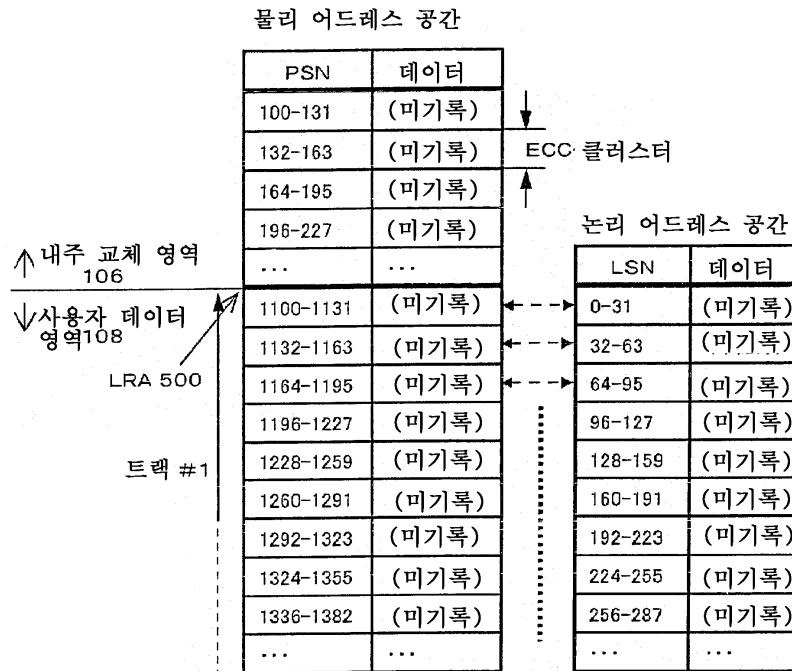 물리 어드레스 공간
PSN 데이터
100-131 (미기록)
132-163 (미기록)
164-195 (미기록)
196-227 (미기록)
... ...
1100-1131 (미기록)
1132-1163 (미기록)
1164-1195 (미기록)
1196-1227 (미기록)
1228-1259 (미기록)
1260-1291 (미기록)
1292-1323 (미기록)
1324-1355 (미기록)
1336-1382 (미기록)
... ...
ECC 클러스터
내주 교체 영역
106
사용자 데이터
영역108
LRA 500
트랙 #1
논리 어드레스 공간
LSN 데이터
0-31 (미기록)
32-63 (미기록)
64-95 (미기록)
96-127 (미기록)
128-159 (미기록)
160-191 (미기록)
192-223 (미기록)
224-255 (미기록)
256-287 (미기록)
... ...